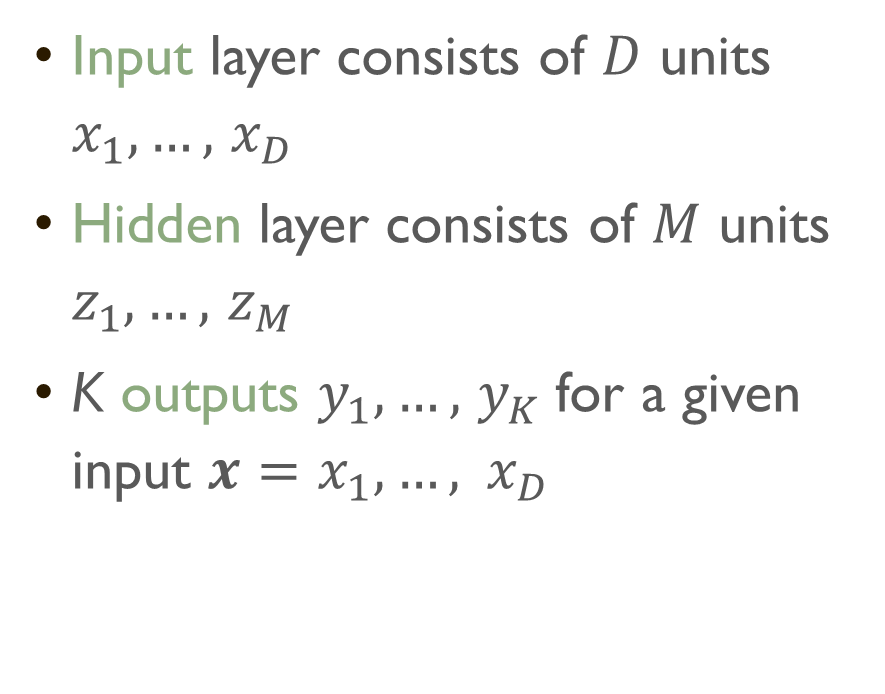 • Input layer consists of D units
x₁, … , x_D
• Hidden layer consists of M units
z₁, … , z_M
• K outputs y₁, … , y_K for a given
input x = x₁, … , x_D